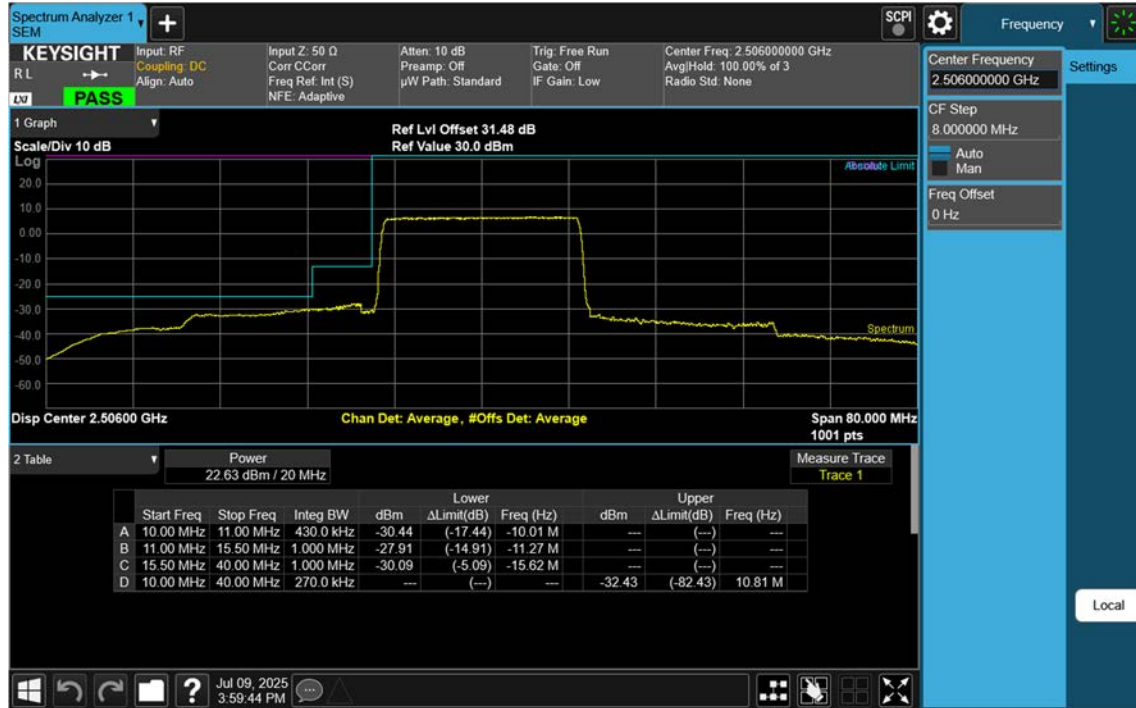 Spectrum Analyzer 1
SEM
SCPI
Frequency
KEYSIGHT
R L
LXI
PASS
Input: RF
Coupling: DC
Align: Auto
Input Z: 50 Ω
Corr CCorr
Freq Ref: Int (S)
NFE: Adaptive
Atten: 10 dB
Preamp: Off
µW Path: Standard
Trig: Free Run
Gate: Off
IF Gain: Low
Center Freq: 2.506000000 GHz
Avg|Hold: 100.00% of 3
Radio Std: None
Center Frequency
2.506000000 GHz
Settings
CF Step
8.000000 MHz
Auto
Man
Freq Offset
0 Hz
Local
1 Graph
Scale/Div 10 dB
Ref Lvl Offset 31.48 dB
Ref Value 30.0 dBm
Log
Absolute Limit
20.0
10.0
0.00
-10.0
-20.0
-30.0
-40.0
-50.0
-60.0
Spectrum
Disp Center 2.50600 GHz
Chan Det: Average, #Offs Det: Average
Span 80.000 MHz
1001 pts
2 Table
Power
22.63 dBm / 20 MHz
Measure Trace
Trace 1
Lower Upper
Start Freq Stop Freq Integ BW dBm ΔLimit(dB) Freq (Hz) dBm ΔLimit(dB) Freq (Hz)
A 10.00 MHz 11.00 MHz 430.0 kHz -30.44 (-17.44) -10.01 M --- (---) ---
B 11.00 MHz 15.50 MHz 1.000 MHz -27.91 (-14.91) -11.27 M --- (---) ---
C 15.50 MHz 40.00 MHz 1.000 MHz -30.09 (-5.09) -15.62 M --- (---) ---
D 10.00 MHz 40.00 MHz 270.0 kHz --- (---) --- -32.43 (-82.43) 10.81 M
?
Jul 09, 2025
3:59:44 PM